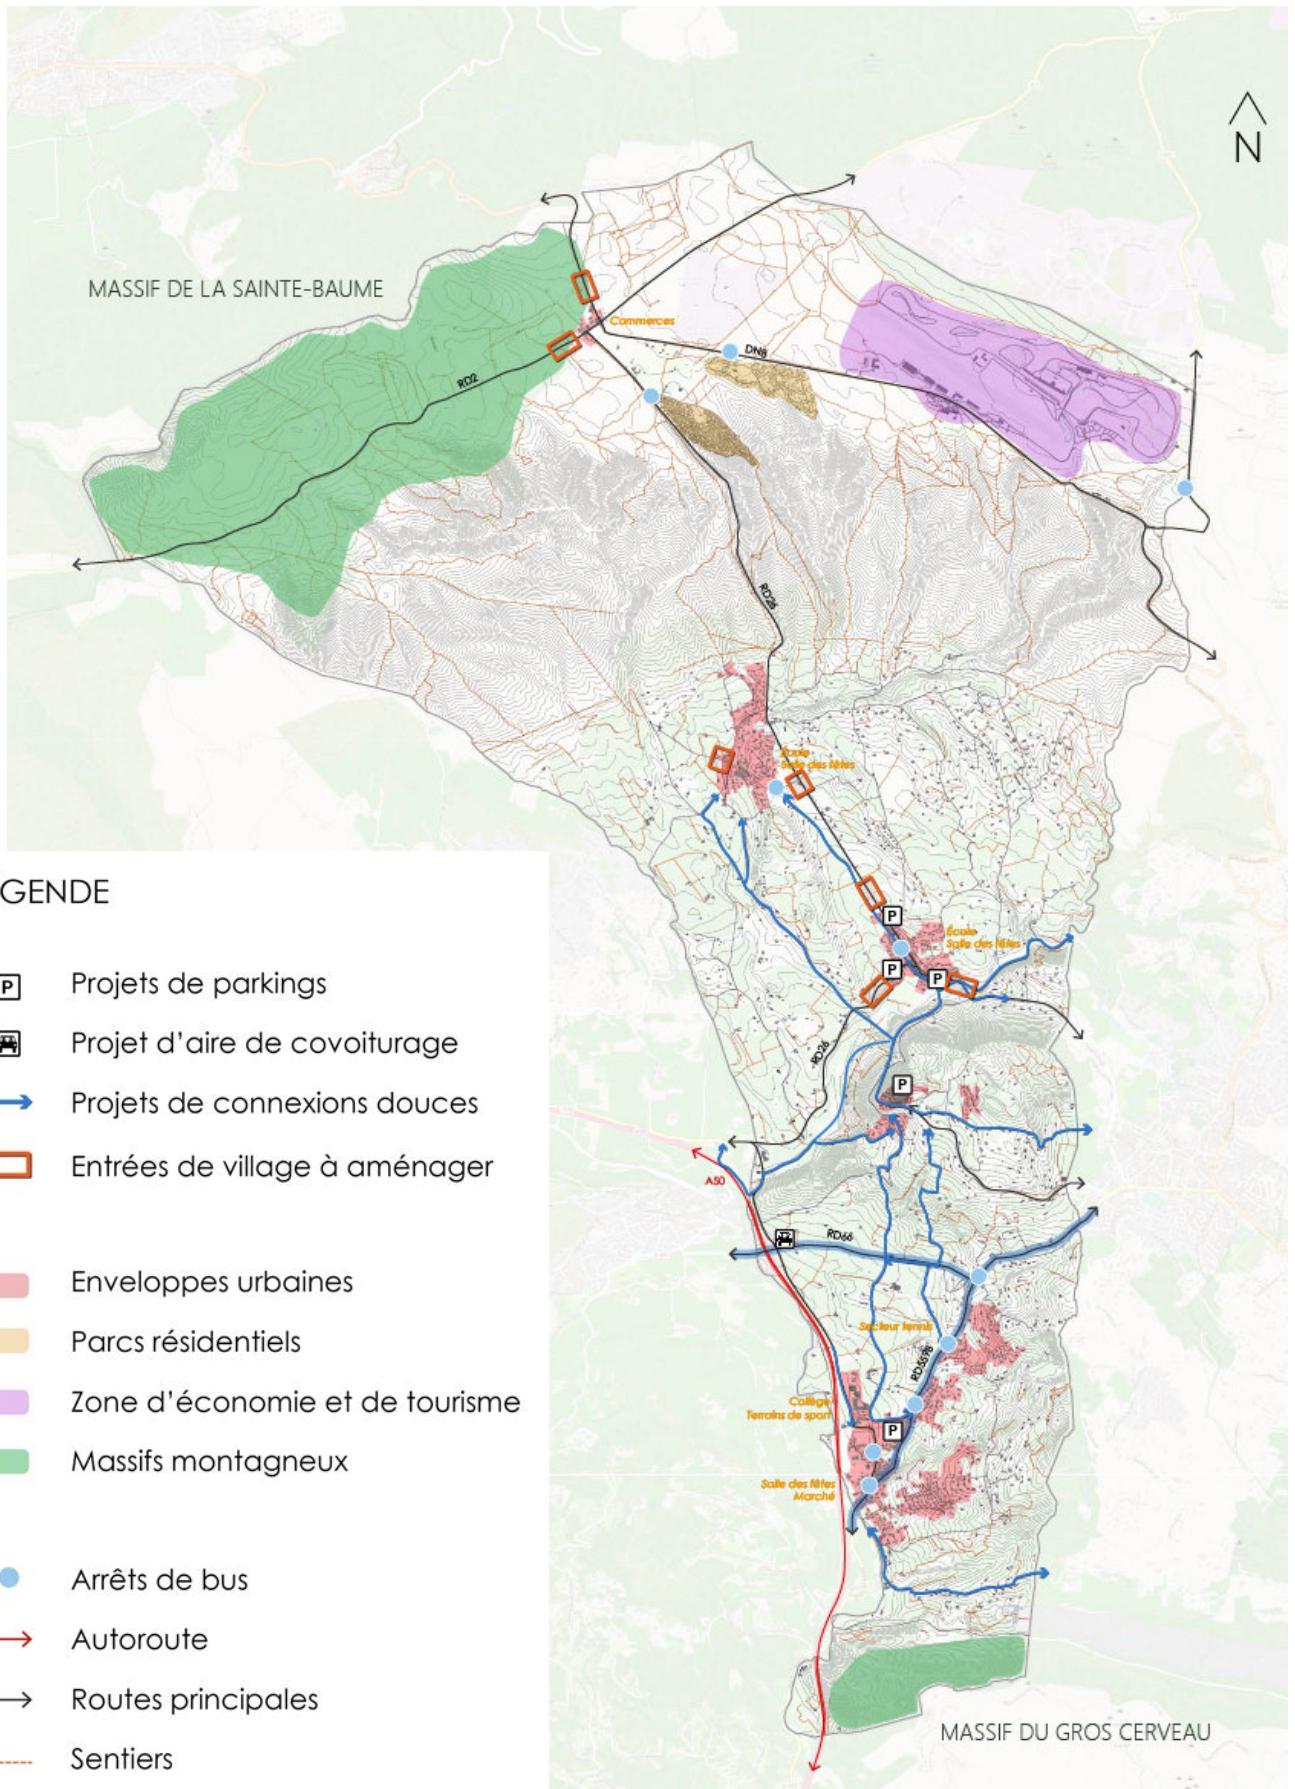 N
MASSIF DE LA SAINTE-BAUME
Commerces
DN8
RD2
RD26
École
Salle des fêtes
P
École
Salle des fêtes
P
P
RD26
P
A50
RD66
Secteur tennis
RD559B
Collège
Terrains de sport
P
Salle des fêtes
Marché
MASSIF DU GROS CERVEAU
GENDE
P
Projets de parkings
Projet d'aire de covoiturage
Projets de connexions douces
Entrées de village à aménager
Enveloppes urbaines
Parcs résidentiels
Zone d'économie et de tourisme
Massifs montagneux
Arrêts de bus
Autoroute
Routes principales
Sentiers